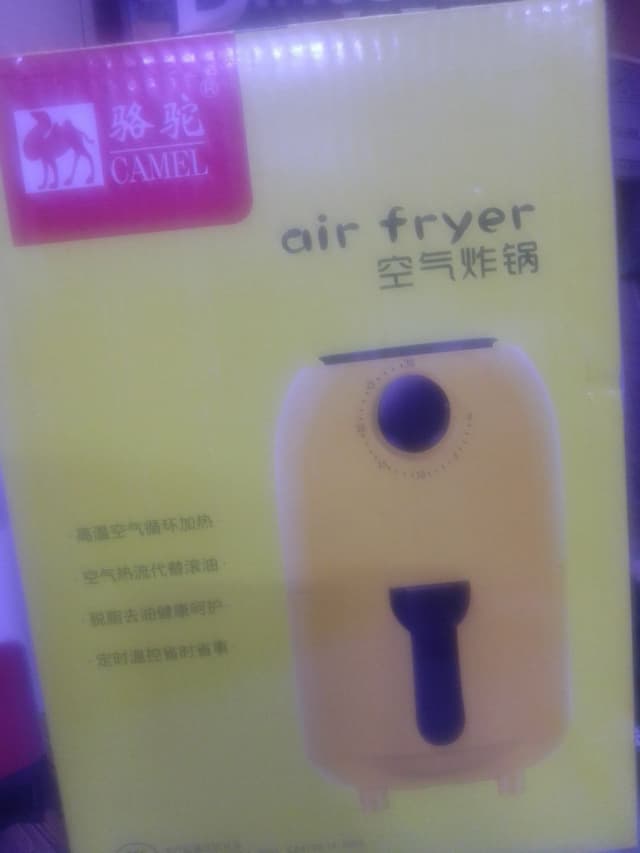 骆驼®
CAMEL
air fryer
空气炸锅
·高温空气循环加热
·空气热流代替滚油·
·脱脂去油健康呵护·
·定时温控省时省事